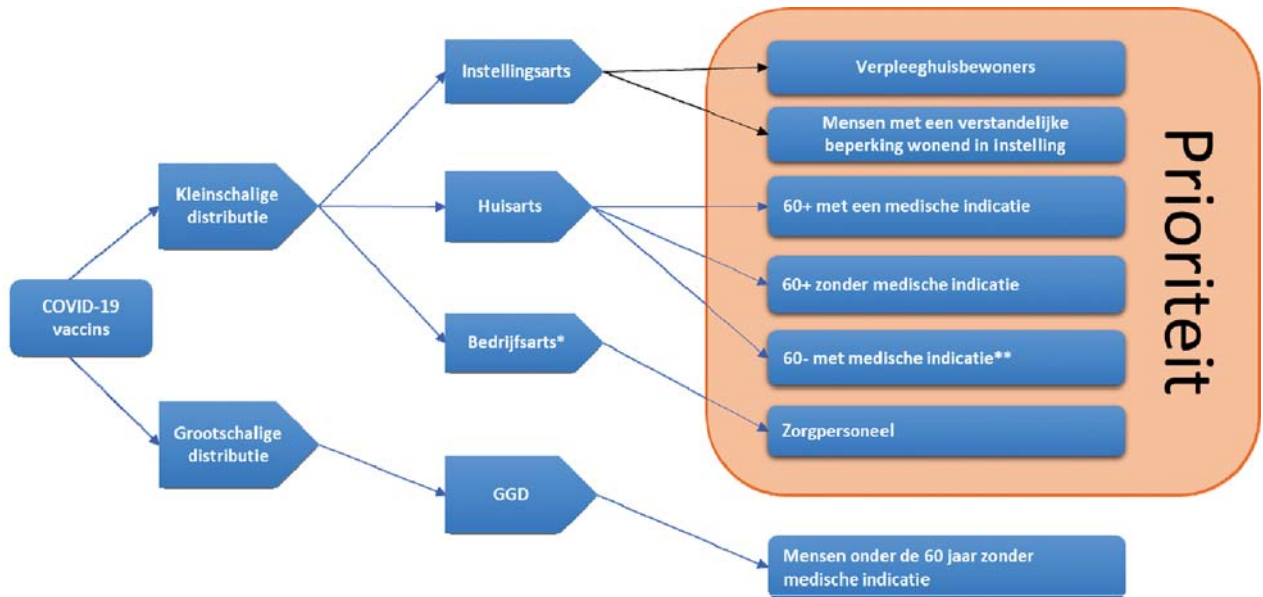 COVID-19
vaccins
Kleinschalige
distributie
Grootschalige
distributie
Instellingsarts
Huisarts
Bedrijfsarts*
GGD
Verpleeghuisbewoners
Mensen met een verstandelijke
beperking wonend in instelling
60+ met een medische indicatie
60+ zonder medische indicatie
60- met medische indicatie**
Zorgpersoneel
Mensen onder de 60 jaar zonder
medische indicatie
Prioriteit